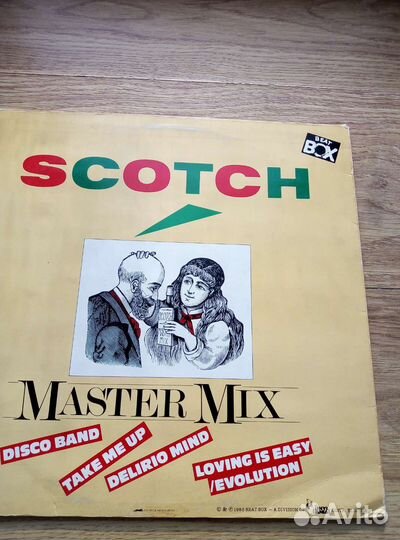 BEAT
BOX
SCOTCH
MASTER MIX
DISCO BAND
TAKE ME UP
DELIRIO MIND
LOVING IS EASY
/EVOLUTION
BEAT BOX - A DIVISION
Avito